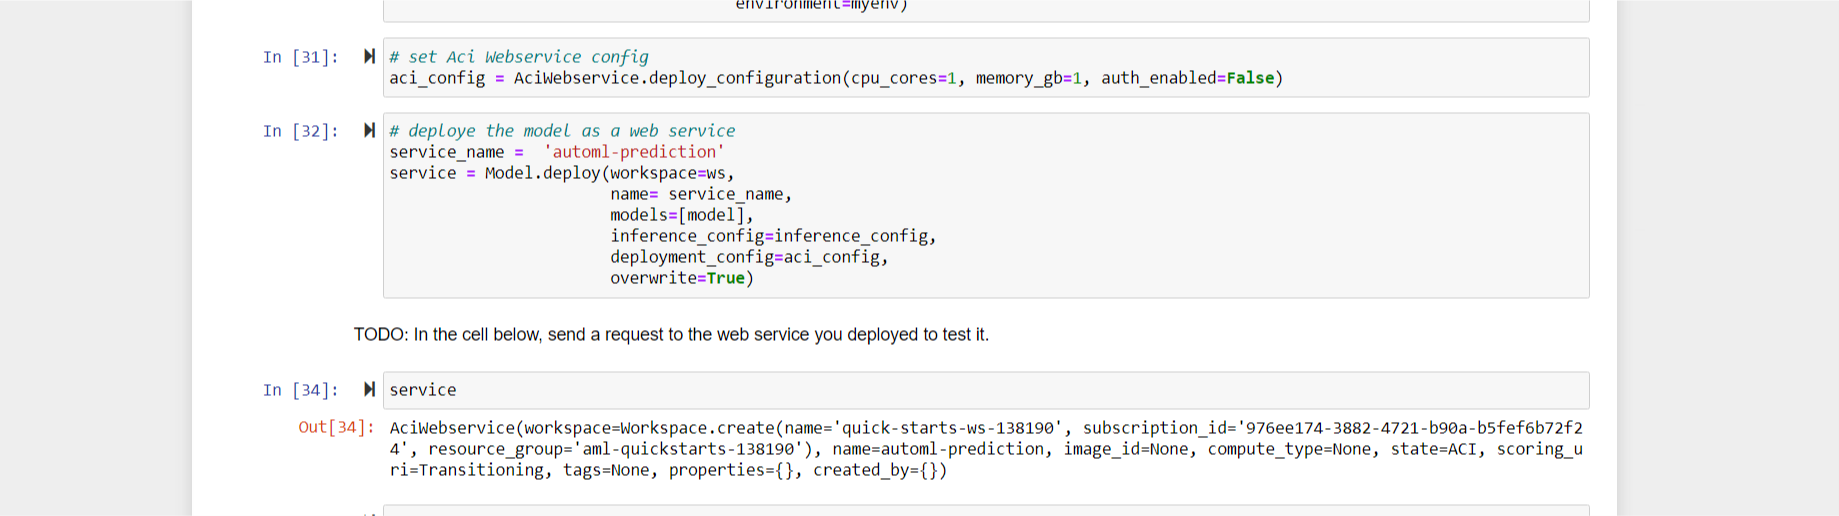 environment=myenv)
In [31]:
# set Aci Webservice config
aci_config = AciWebservice.deploy_configuration(cpu_cores=1, memory_gb=1, auth_enabled=False)
In [32]:
# deploye the model as a web service
service_name =  'automl-prediction'
service = Model.deploy(workspace=ws,
name= service_name,
models=[model],
inference_config=inference_config,
deployment_config=aci_config,
overwrite=True)
TODO: In the cell below, send a request to the web service you deployed to test it.
In [34]:
service
Out[34]:
AciWebservice(workspace=Workspace.create(name='quick-starts-ws-138190', subscription_id='976ee174-3882-4721-b90a-b5fef6b72f2
4', resource_group='aml-quickstarts-138190'), name=automl-prediction, image_id=None, compute_type=None, state=ACI, scoring_u
ri=Transitioning, tags=None, properties={}, created_by={})